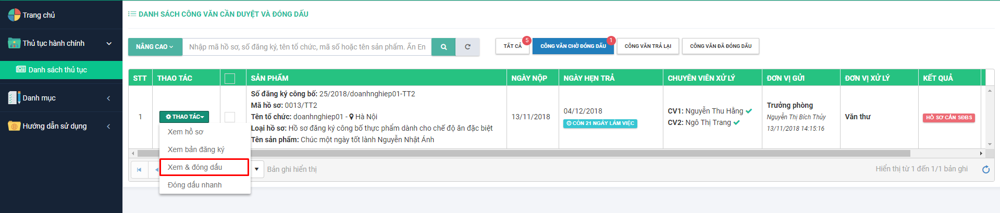 Trang chủ
Thủ tục hành chính
Danh sách thủ tục
Danh mục
Hướng dẫn sử dụng
DANH SÁCH CÔNG VĂN CẦN DUYỆT VÀ ĐÓNG DẤU
NÂNG CAO
Nhập mã hồ sơ, số đăng ký, tên tổ chức, mã số hoặc tên sản phẩm. Ấn En
TẤT CẢ
5
CÔNG VĂN CHỜ ĐÓNG DẤU
1
CÔNG VĂN TRẢ LẠI
CÔNG VĂN ĐÃ ĐÓNG DẤU
STT THAO TÁC SẢN PHẨM NGÀY NỘP NGÀY HẸN TRẢ CHUYÊN VIÊN XỬ LÝ ĐƠN VỊ GỬI ĐƠN VỊ XỬ LÝ KẾT QUẢ
1
THAO TÁC
Số đăng ký công bố: 25/2018/doanhnghiep01-TT2
Mã hồ sơ: 0013/TT2
Tên tổ chức: doanhnghiep01 - Hà Nội
Loại hồ sơ: Hồ sơ đăng ký công bố thực phẩm dành cho chế độ ăn đặc biệt
Tên sản phẩm: Chúc một ngày tốt lành Nguyễn Nhật Ánh
13/11/2018
04/12/2018
CÒN 21 NGÀY LÀM VIỆC
CV1: Nguyễn Thu Hằng
CV2: Ngô Thị Trang
Trưởng phòng
Nguyễn Thị Bích Thủy
13/11/2018 14:15:16
Văn thư
HỒ SƠ CẦN SĐBS
Xem hồ sơ
Xem bản đăng ký
Xem & đóng dấu
Đóng dấu nhanh
Bản ghi hiển thị
Hiển thị từ 1 đến 1/1 bản ghi